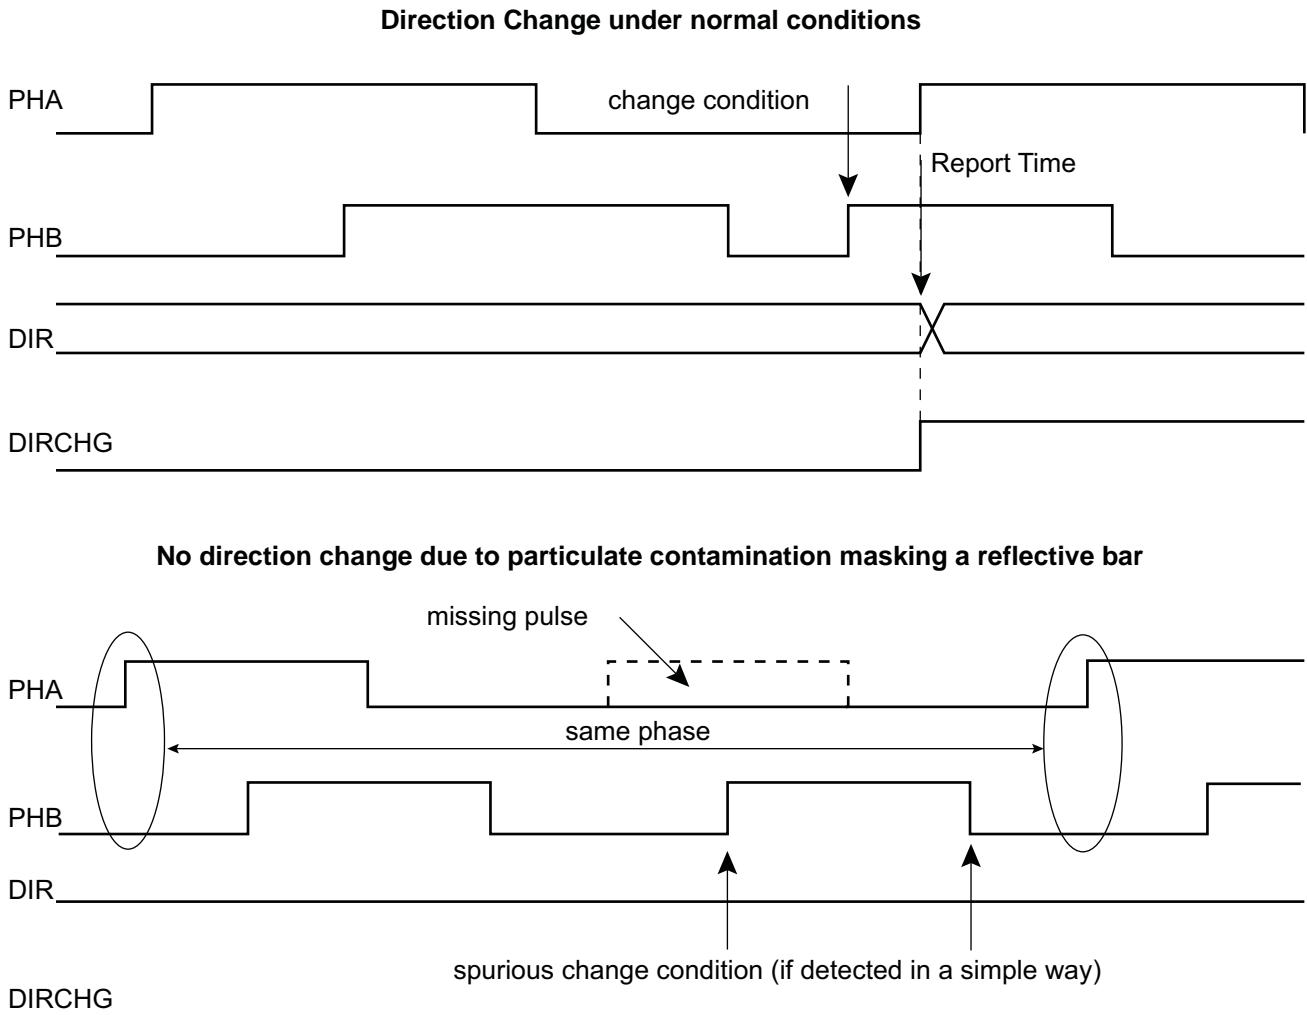 Direction Change under normal conditions
PHA
change condition
Report Time
PHB
DIR
DIRCHG
No direction change due to particulate contamination masking a reflective bar
missing pulse
PHA
same phase
PHB
DIR
spurious change condition (if detected in a simple way)
DIRCHG